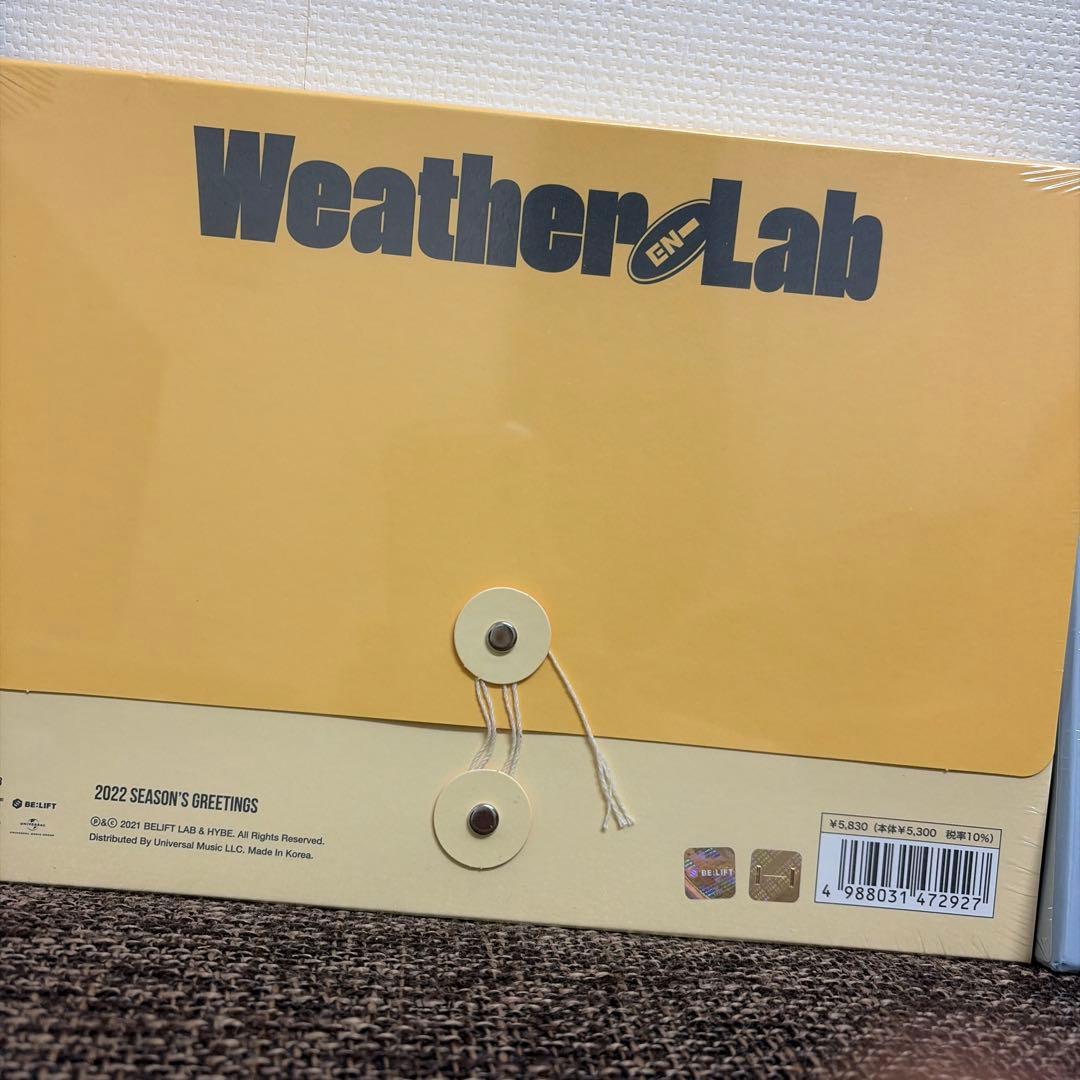 Weather EN- Lab
BE:LIFT
UNIVERSAL
2022 SEASON'S GREETINGS
℗&© 2021 BELIFT LAB & HYBE. All Rights Reserved.
Distributed By Universal Music LLC. Made In Korea.
BE:LIFT
¥5,830 (本体¥5,300 税率10%)
4 988031 472927